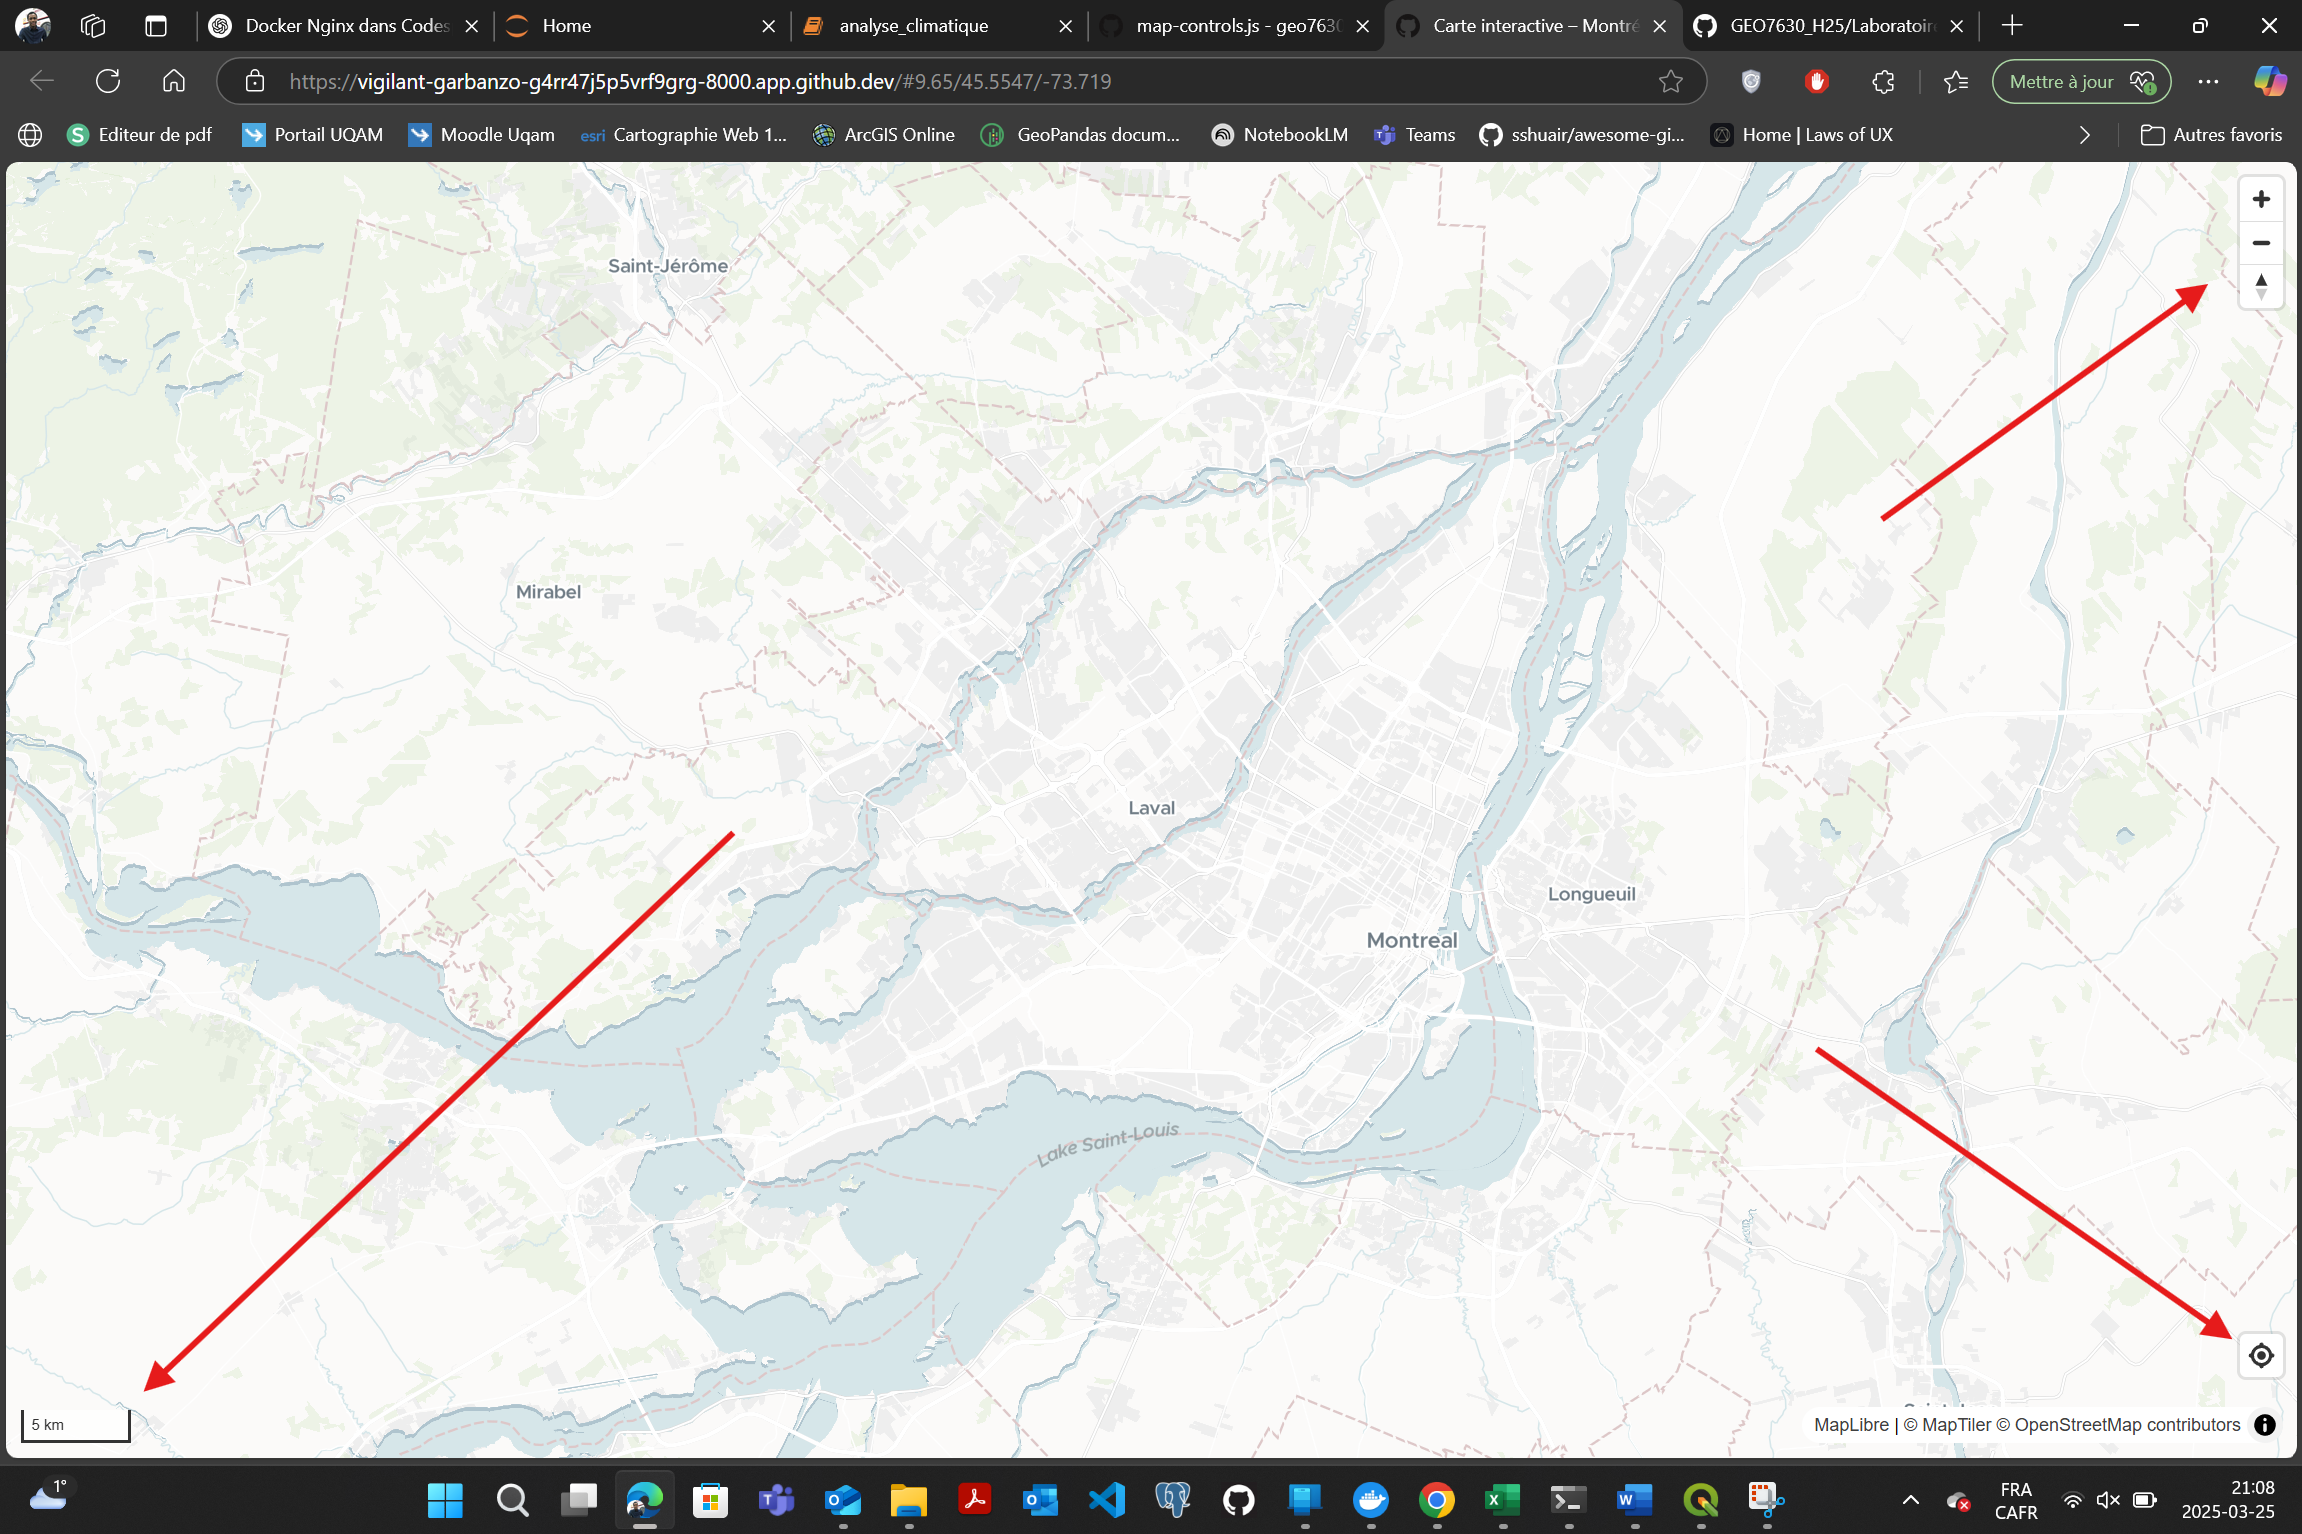 Docker Nginx dans Codes
Home
analyse_climatique
map-controls.js - geo7630
Carte interactive – Montré
GEO7630_H25/Laboratoire
https://vigilant-garbanzo-g4rr47j5p5vrf9grg-8000.app.github.dev/#9.65/45.5547/-73.719
Mettre à jour
Editeur de pdf
Portail UQAM
Moodle Uqam
esri Cartographie Web 1...
ArcGIS Online
GeoPandas docum...
NotebookLM
Teams
sshuair/awesome-gi...
Home | Laws of UX
Autres favoris
Saint-Jérôme
Mirabel
Laval
Longueuil
Montreal
Lake Saint-Louis
5 km
MapLibre | © MapTiler © OpenStreetMap contributors
1°
FRA
CAFR
21:08
2025-03-25